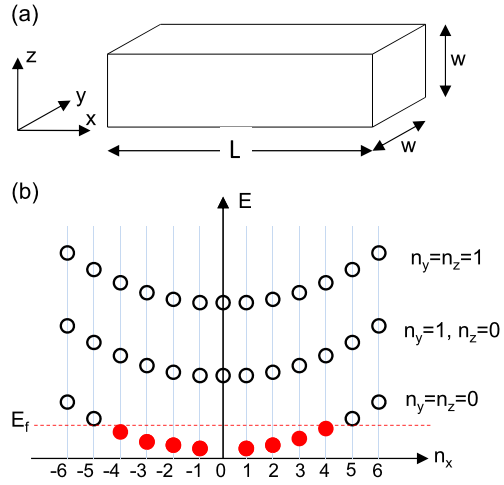 (a)
z
y
x
w
w
L
(b)
E
n_y=n_z=1
n_y=1, n_z=0
n_y=n_z=0
E_f
n_x
-6 -5 -4 -3 -2 -1 0 1 2 3 4 5 6